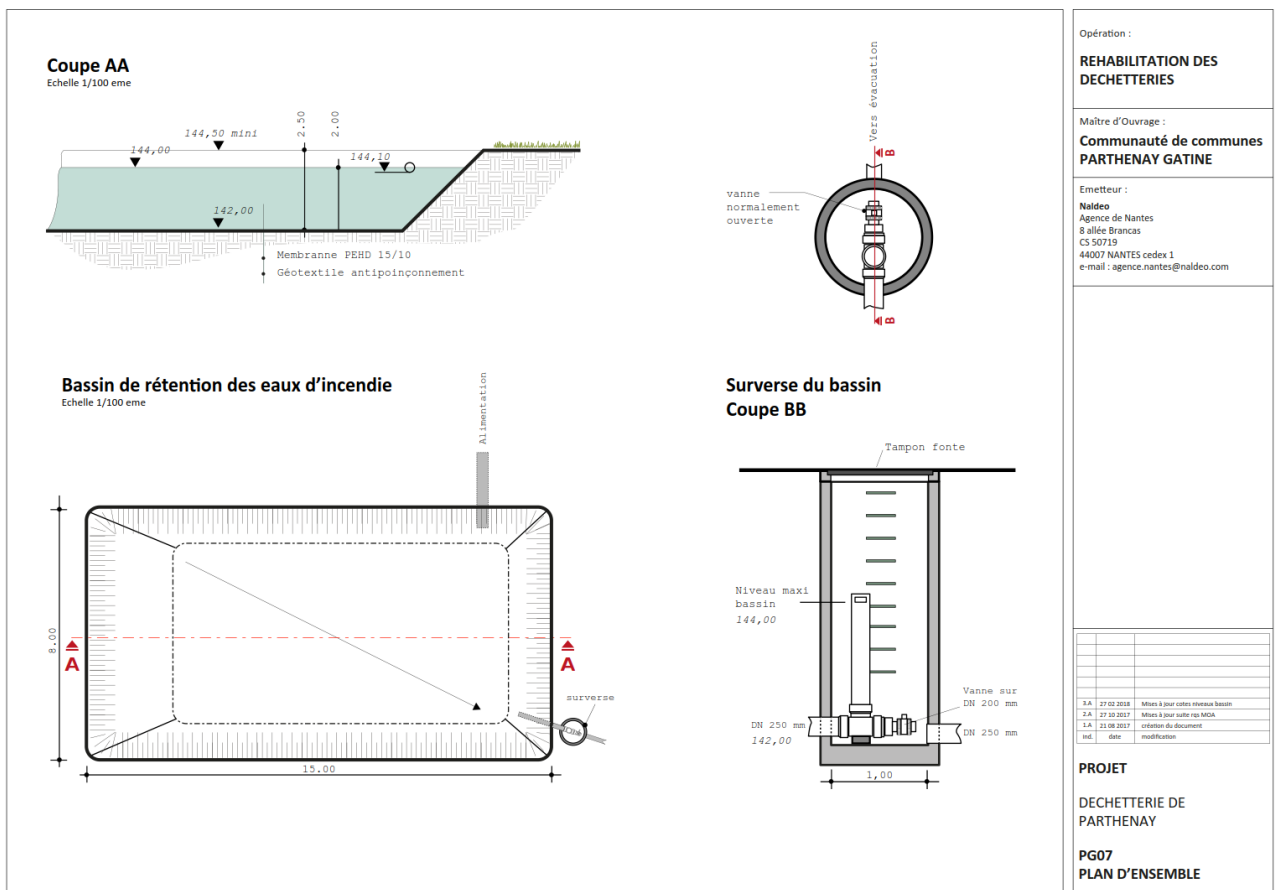 Coupe AA
Echelle 1/100 eme
144,50 mini
144,00
2.50
2.00
144,10
142,00
Membranne PEHD 15/10
Géotextile antipoinçonnement
Vers évacuation
B
vanne
normalement
ouverte
B
Bassin de rétention des eaux d'incendie
Echelle 1/100 eme
Alimentation
8.00
A
A
surverse
15.00
Surverse du bassin
Coupe BB
Tampon fonte
Niveau maxi
bassin
144,00
Vanne sur
DN 200 mm
DN 250 mm
142,00
DN 250 mm
1,00
Opération :
REHABILITATION DES
DECHETTERIES
Maître d'Ouvrage :
Communauté de communes
PARTHENAY GATINE
Emetteur :
Naldeo
Agence de Nantes
8 allée Brancas
CS 50719
44007 NANTES cedex 1
e-mail : agence.nantes@naldeo.com
3.A 27 02 2018 Mises à jour cotes niveaux bassin
2.A 27 10 2017 Mises à jour suite rqs MOA
1.A 21 08 2017 création du document
Ind. date modification
PROJET
DECHETTERIE DE
PARTHENAY
PG07
PLAN D'ENSEMBLE